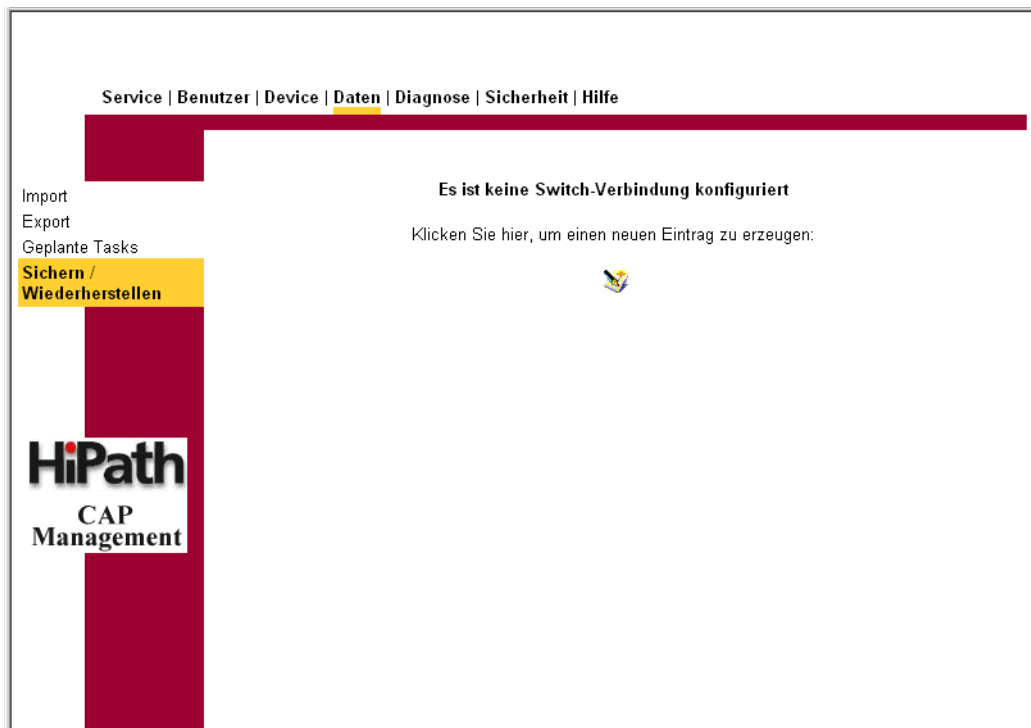 Service | Benutzer | Device | Daten | Diagnose | Sicherheit | Hilfe
Import
Export
Geplante Tasks
Sichern /
Wiederherstellen
Es ist keine Switch-Verbindung konfiguriert
Klicken Sie hier, um einen neuen Eintrag zu erzeugen:
HiPath
CAP
Management